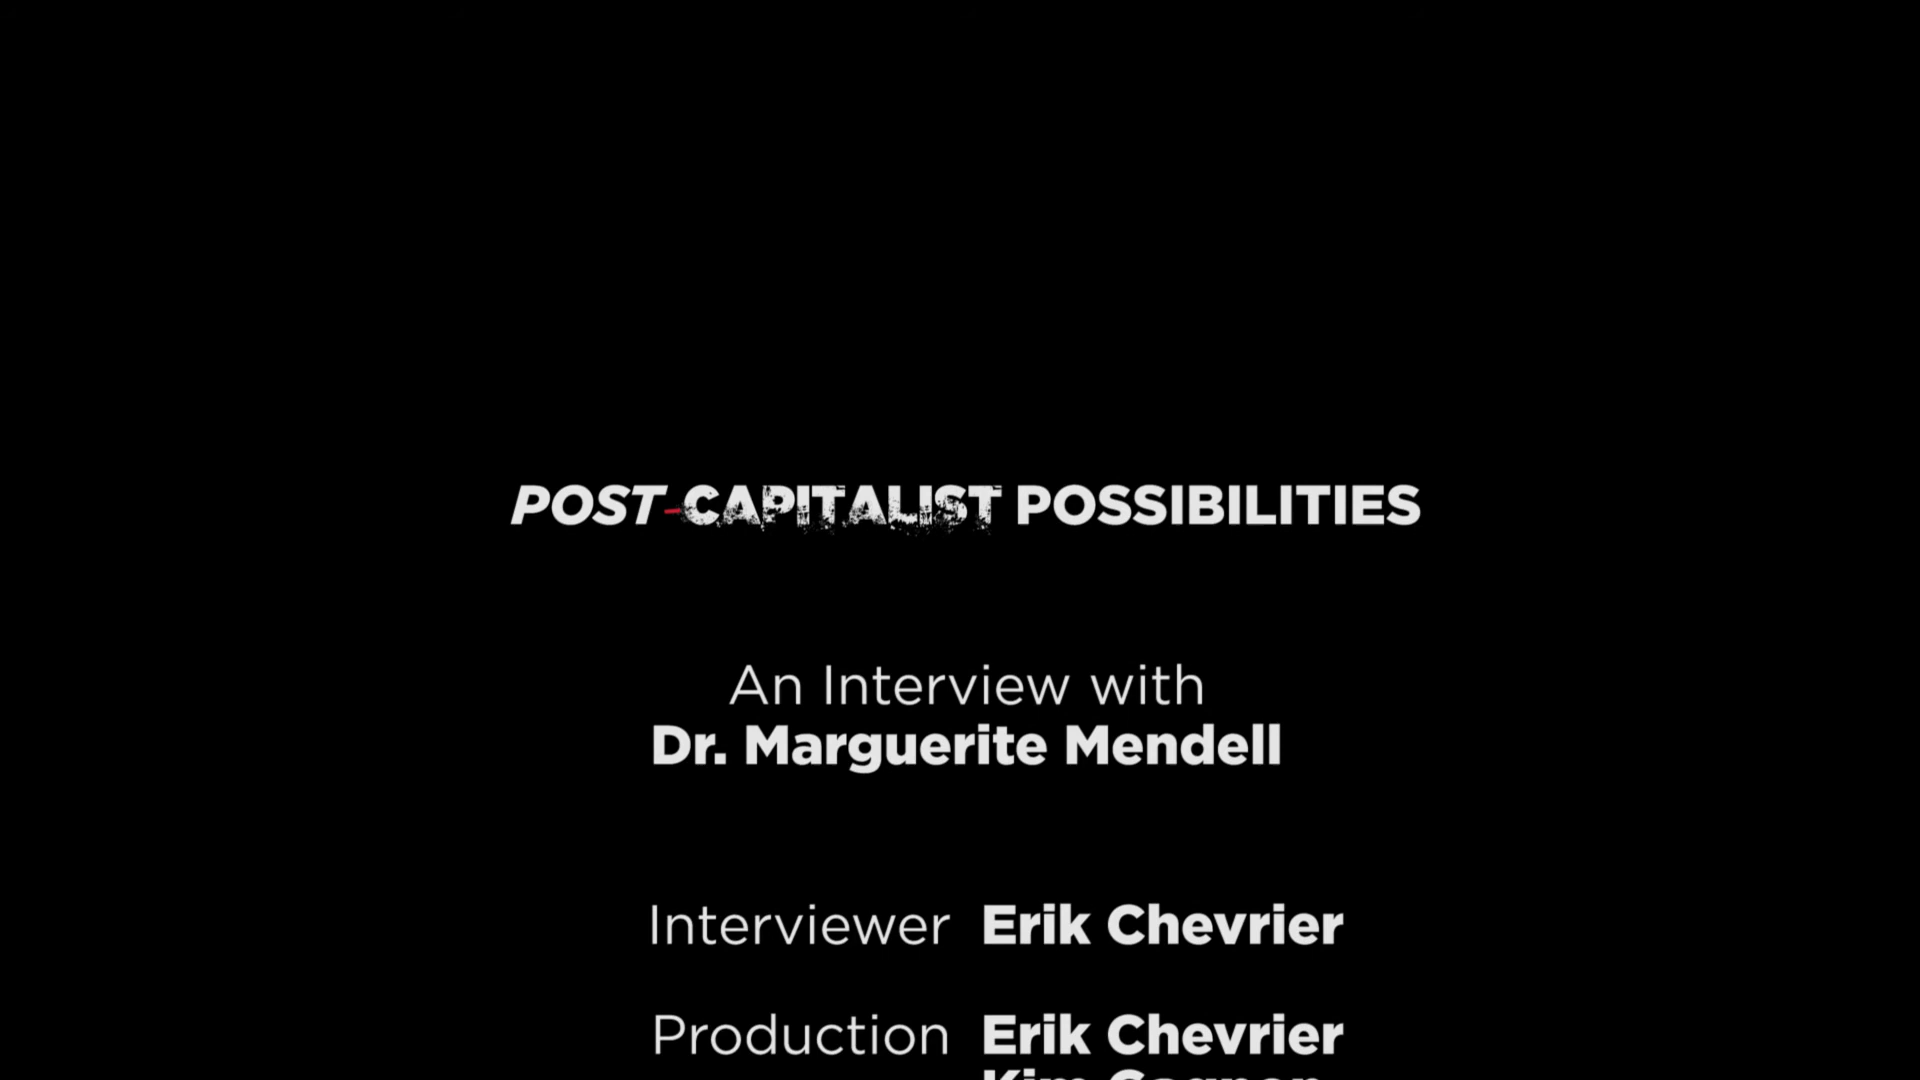 POST-CAPITALIST POSSIBILITIES
An Interview with
Dr. Marguerite Mendell
Interviewer Erik Chevrier
Production Erik Chevrier